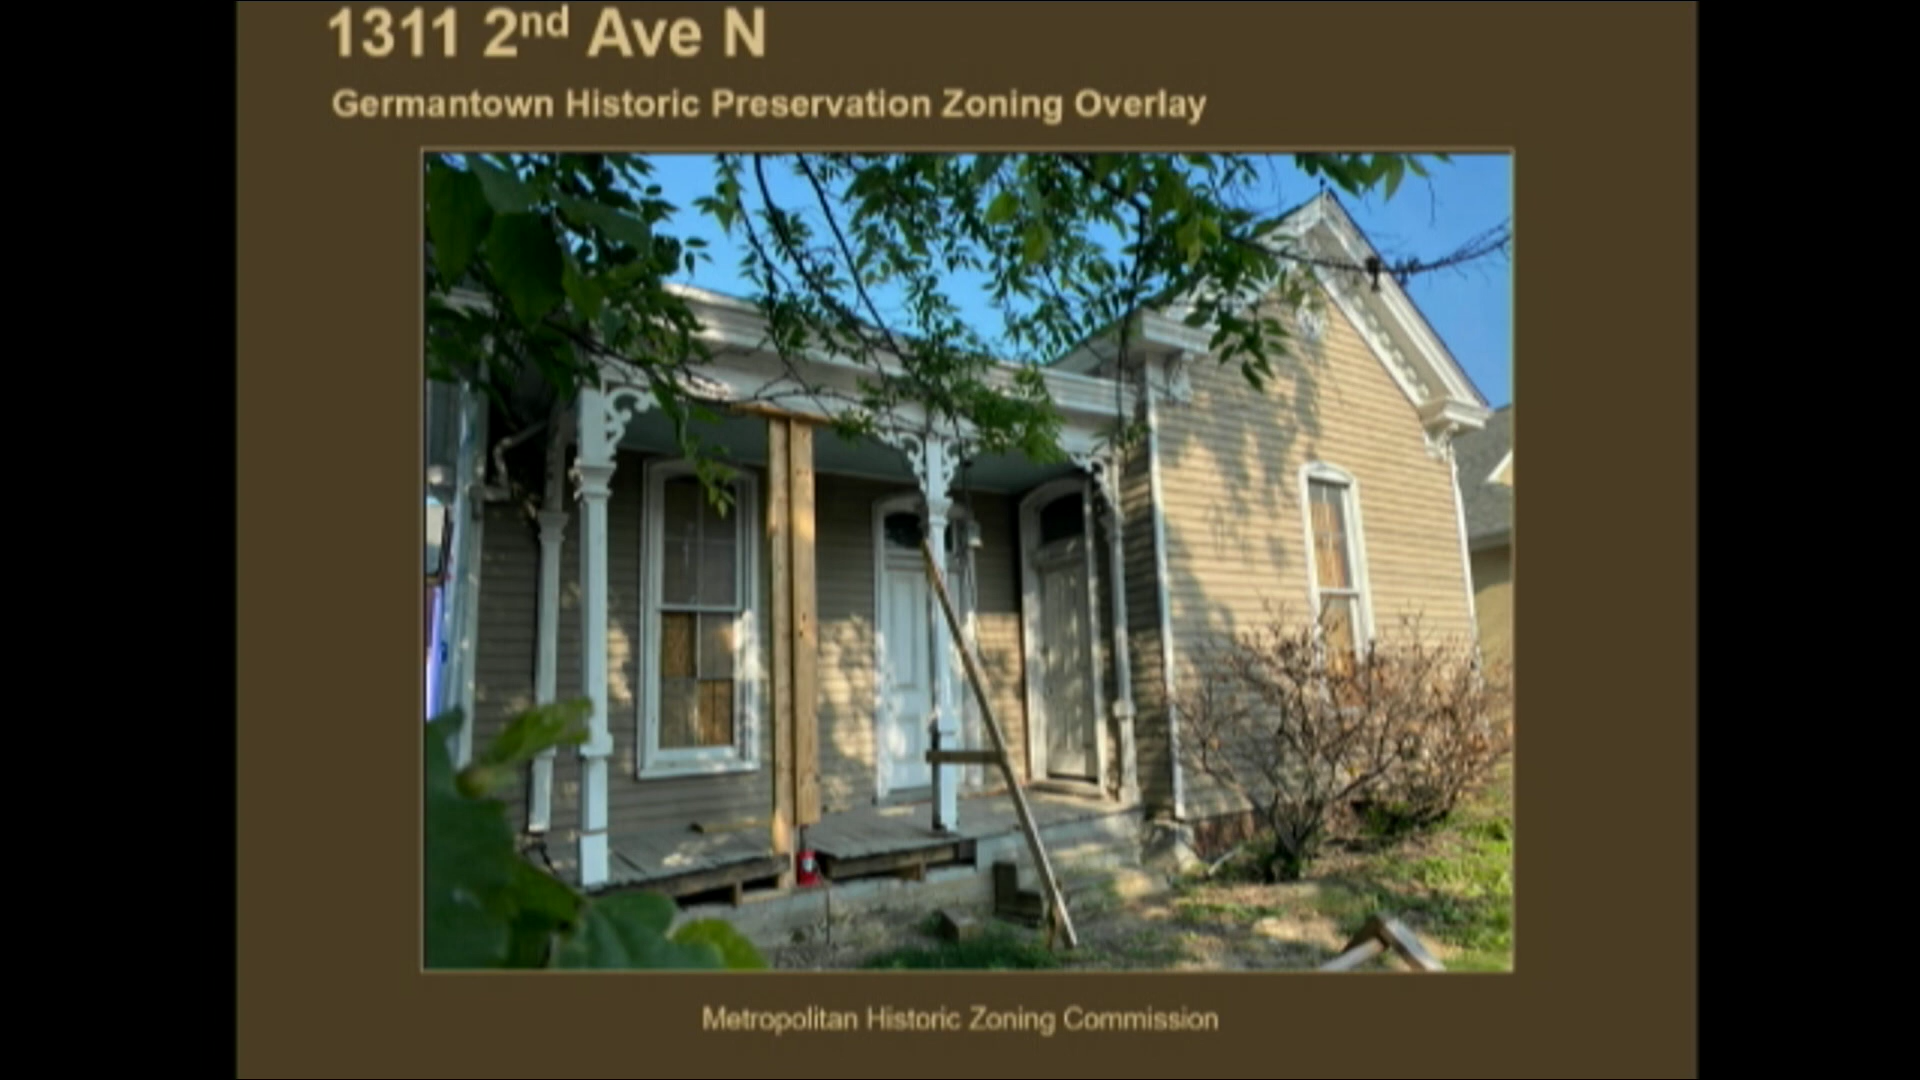 1311 2nd Ave N
Germantown Historic Preservation Zoning Overlay
Metropolitan Historic Zoning Commission